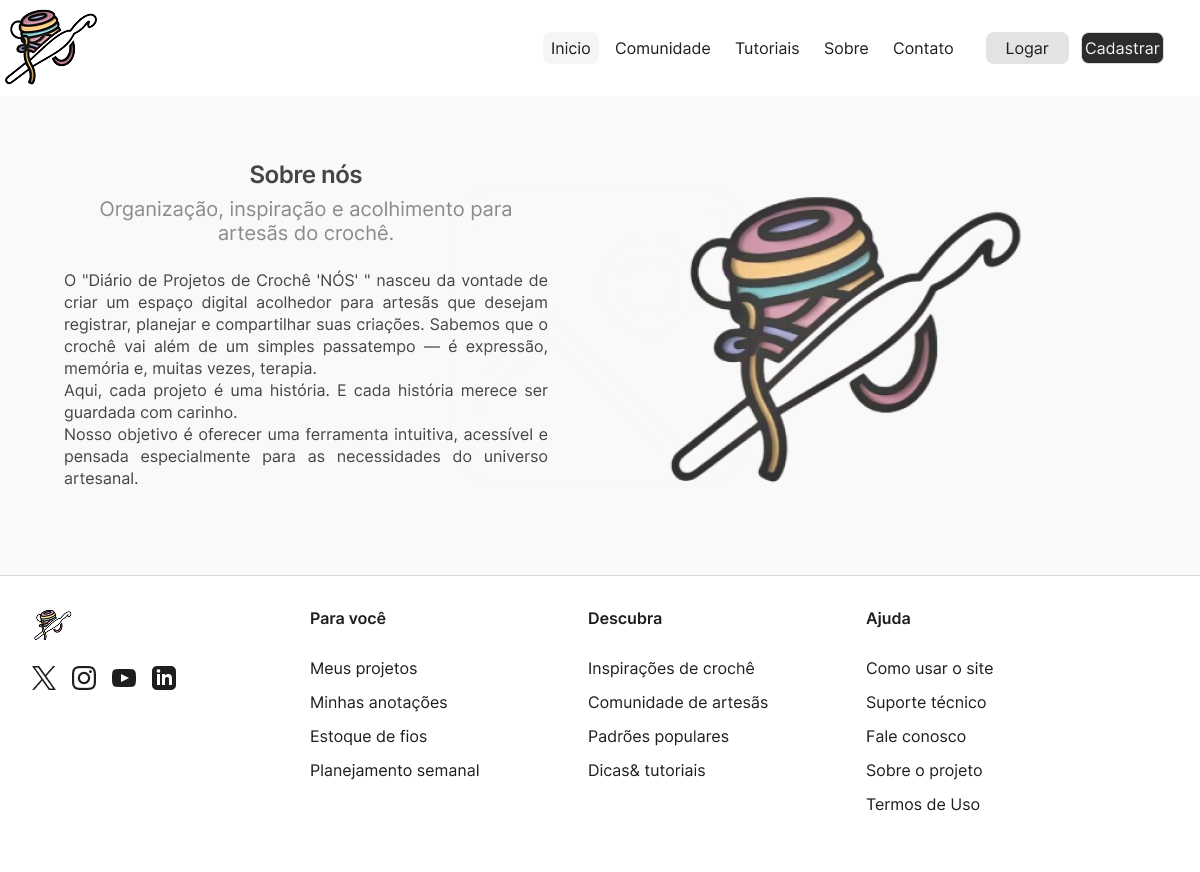 Inicio
Comunidade
Tutoriais
Sobre
Contato
Logar
Cadastrar
Sobre nós
Organização, inspiração e acolhimento para
artesãs do crochê.
O "Diário de Projetos de Crochê 'NÓS' " nasceu da vontade de
criar um espaço digital acolhedor para artesãs que desejam
registrar, planejar e compartilhar suas criações. Sabemos que o
crochê vai além de um simples passatempo — é expressão,
memória e, muitas vezes, terapia.
Aqui, cada projeto é uma história. E cada história merece ser
guardada com carinho.
Nosso objetivo é oferecer uma ferramenta intuitiva, acessível e
pensada especialmente para as necessidades do universo
artesanal.
Para você
Meus projetos
Minhas anotações
Estoque de fios
Planejamento semanal
Descubra
Inspirações de crochê
Comunidade de artesãs
Padrões populares
Dicas& tutoriais
Ajuda
Como usar o site
Suporte técnico
Fale conosco
Sobre o projeto
Termos de Uso